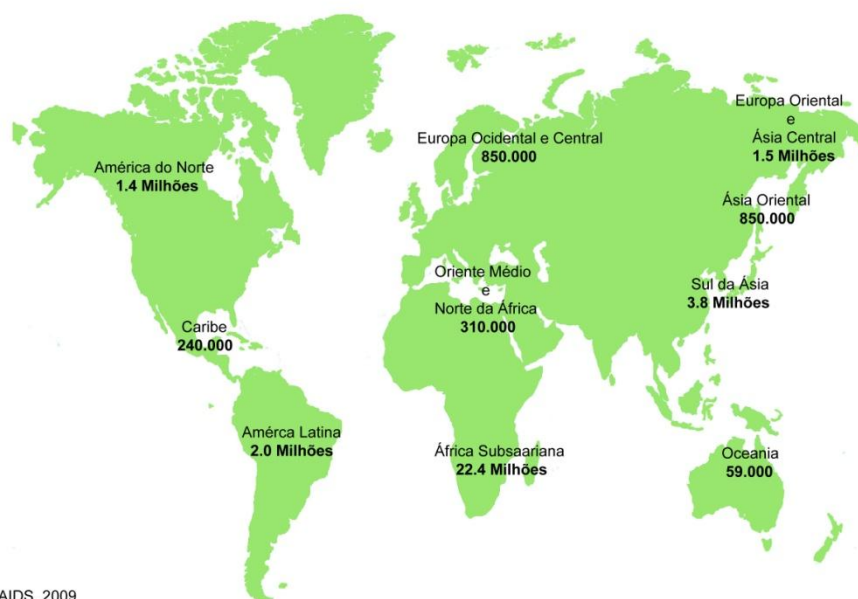 Europa Oriental
e
Ásia Central
1.5 Milhões
Europa Ocidental e Central
850.000
América do Norte
1.4 Milhões
Ásia Oriental
850.000
Oriente Médio
e
Norte da África
310.000
Sul da Ásia
3.8 Milhões
Caribe
240.000
Amérca Latina
2.0 Milhões
África Subsaariana
22.4 Milhões
Oceania
59.000
AIDS, 2009